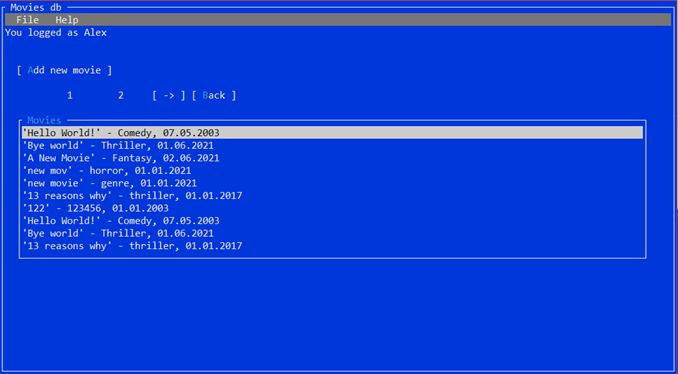 Movies db
File Help
You logged as Alex
[ Add new movie ]
1 2 [ -> ] [ Back ]
Movies
'Hello World!' - Comedy, 07.05.2003
'Bye world' - Thriller, 01.06.2021
'A New Movie' - Fantasy, 02.06.2021
'new mov' - horror, 01.01.2021
'new movie' - genre, 01.01.2021
'13 reasons why' - thriller, 01.01.2017
'122' - 123456, 01.01.2003
'Hello World!' - Comedy, 07.05.2003
'Bye world' - Thriller, 01.06.2021
'13 reasons why' - thriller, 01.01.2017